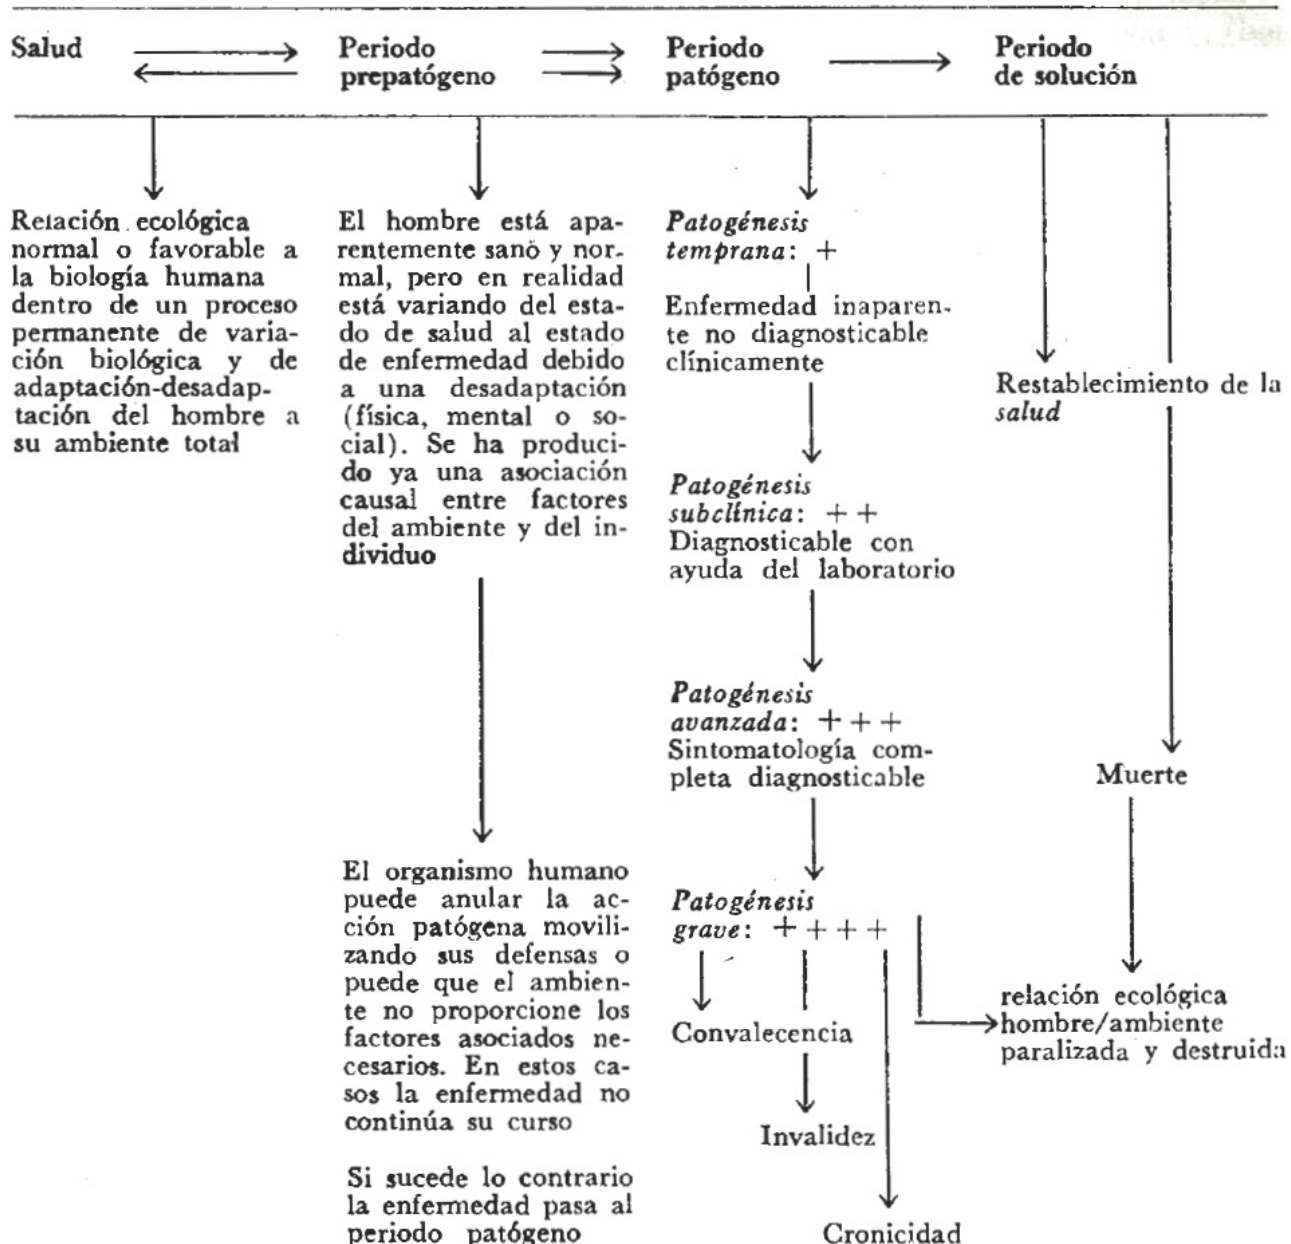 Salud
Periodo
prepatógeno
Periodo
patógeno
Periodo
de solución
Relación ecológica
normal o favorable a
la biología humana
dentro de un proceso
permanente de varia-
ción biológica y de
adaptación-desadap-
tación del hombre a
su ambiente total
El hombre está apa-
rentemente sano y nor-
mal, pero en realidad
está variando del esta-
do de salud al estado
de enfermedad debido
a una desadaptación
(física, mental o so-
cial). Se ha produci-
do ya una asociación
causal entre factores
del ambiente y del in-
dividuo
El organismo humano
puede anular la ac-
ción patógena movili-
zando sus defensas o
puede que el ambien-
te no proporcione los
factores asociados ne-
cesarios. En estos ca-
sos la enfermedad no
continúa su curso
Si sucede lo contrario
la enfermedad pasa al
periodo patógeno
Patogénesis
temprana: +
Enfermedad inaparen-
te no diagnosticable
clínicamente
Patogénesis
subclínica: + +
Diagnosticable con
ayuda del laboratorio
Patogénesis
avanzada: + + +
Sintomatología com-
pleta diagnosticable
Patogénesis
grave: + + + +
Convalecencia
Invalidez
Cronicidad
Restablecimiento de la
salud
Muerte
relación ecológica
hombre/ambiente
paralizada y destruida